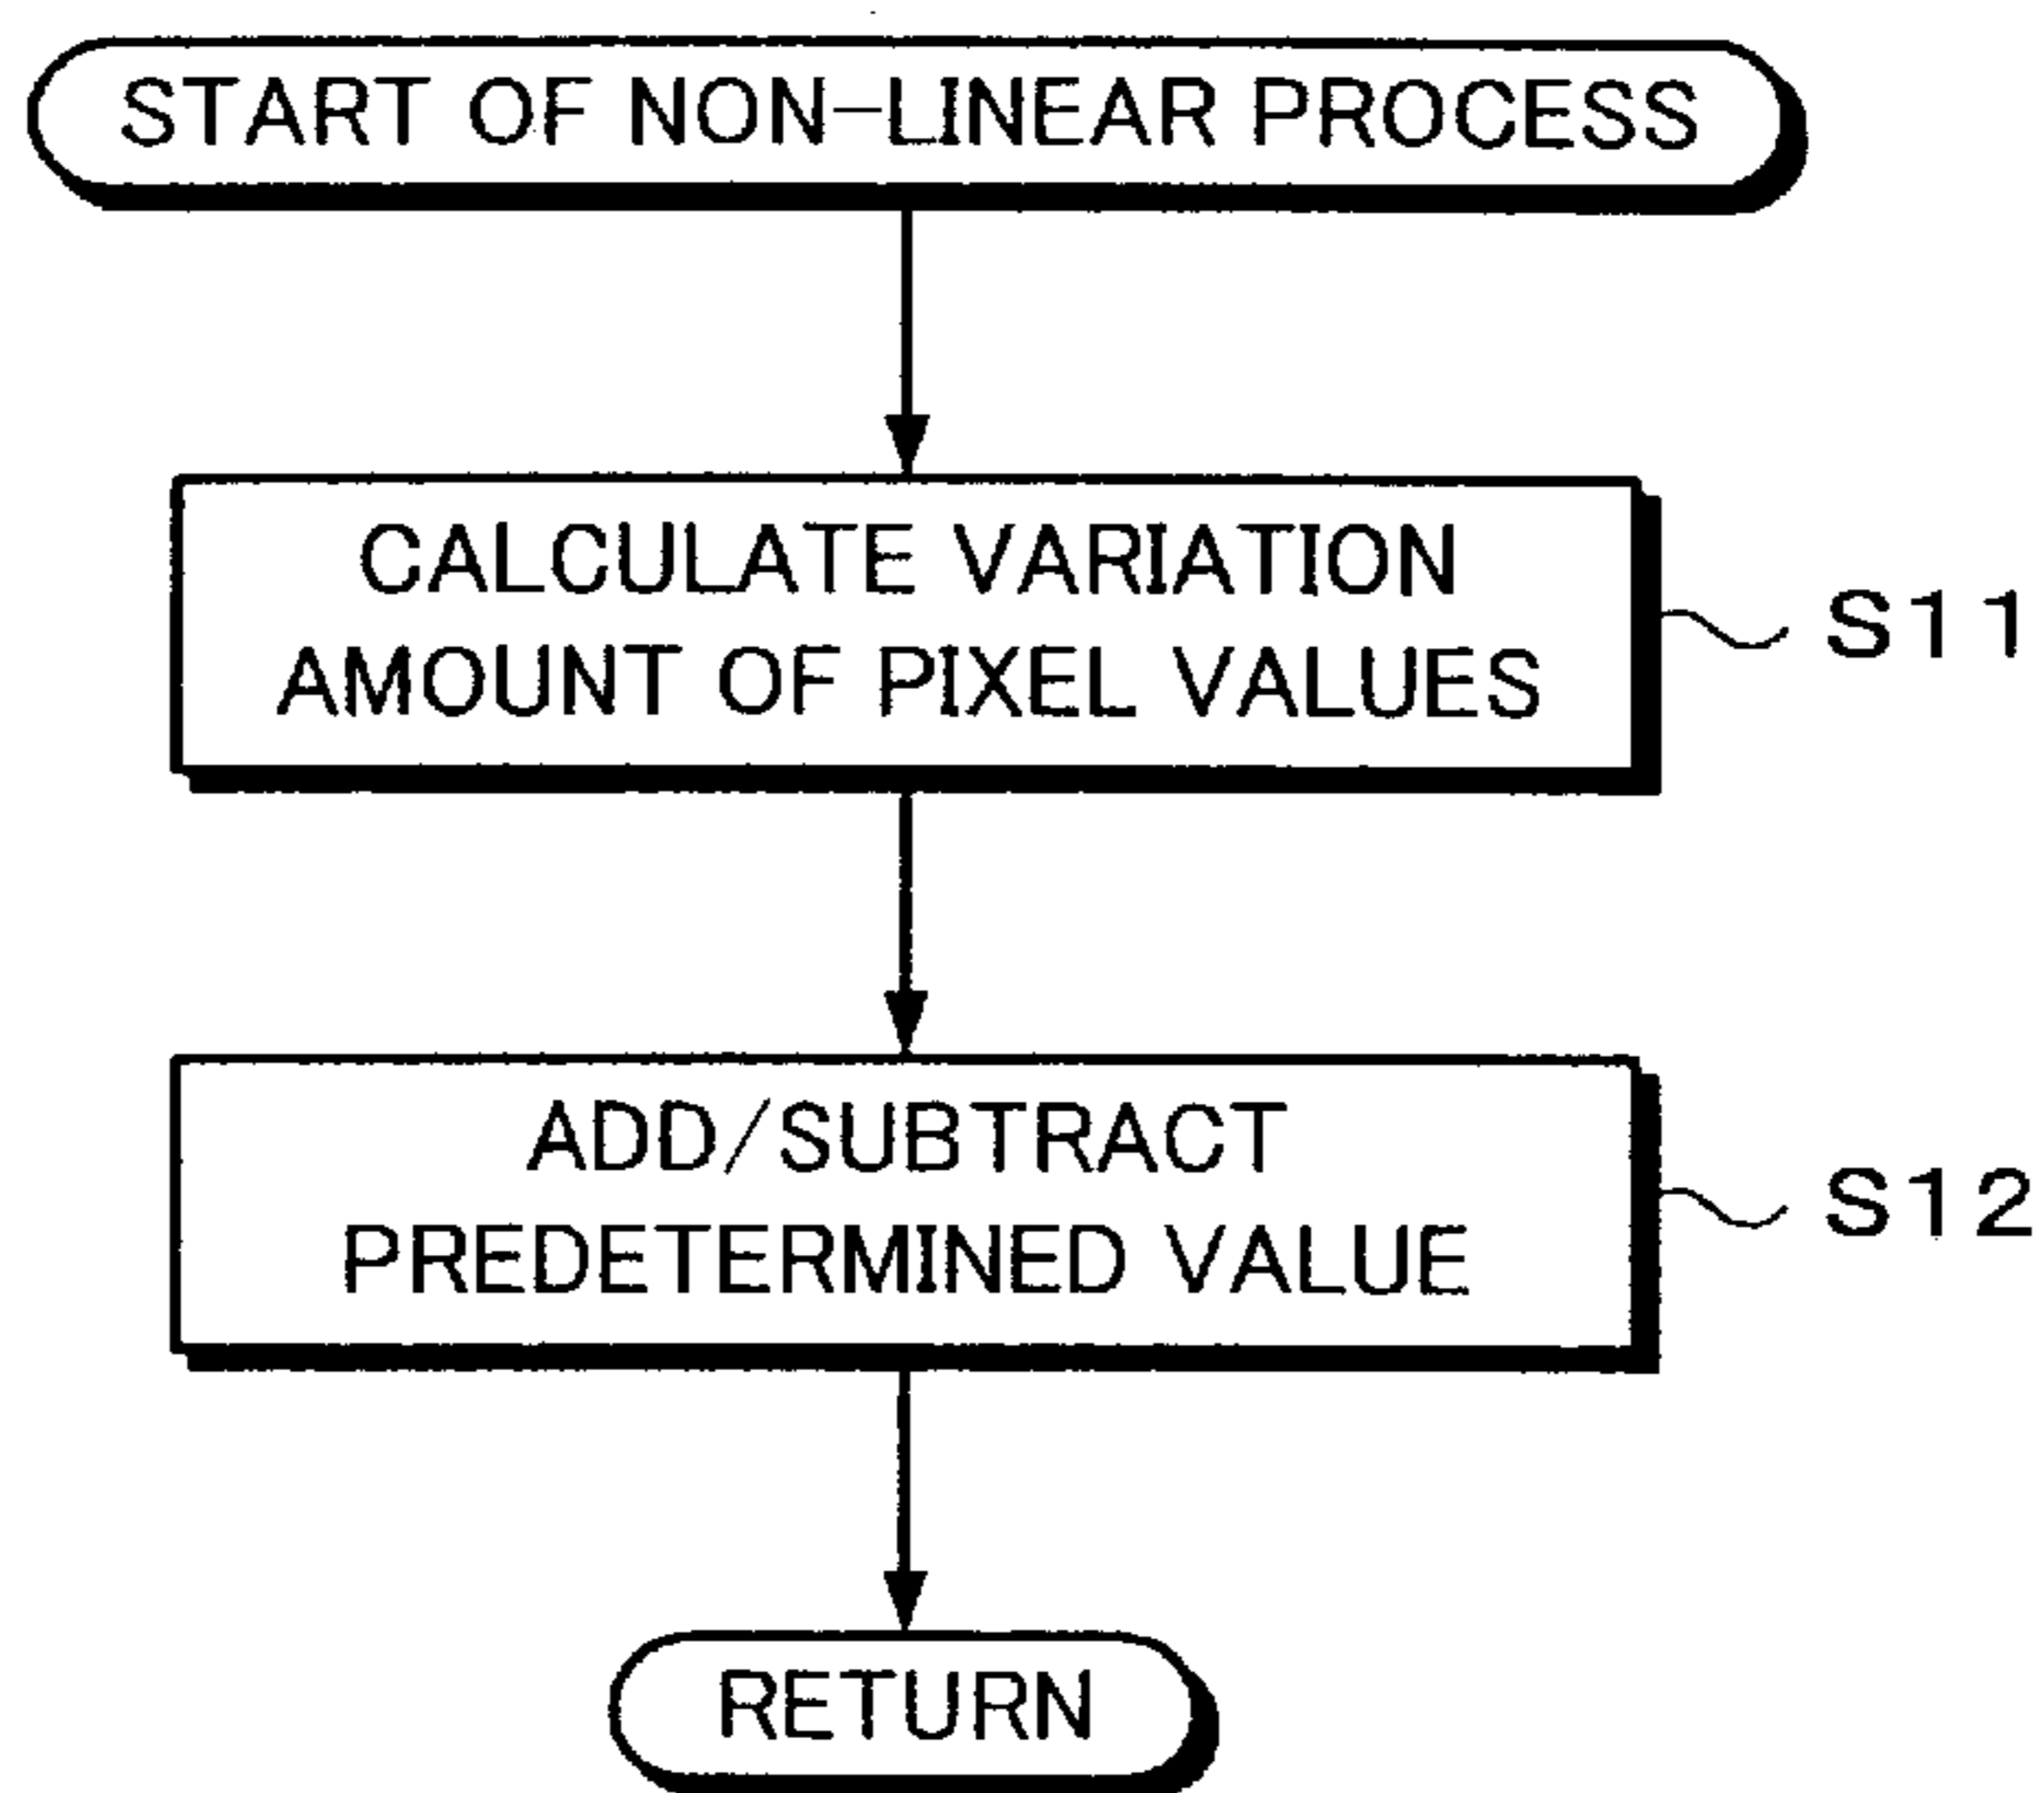 START OF NON-LINEAR PROCESS
CALCULATE VARIATION
AMOUNT OF PIXEL VALUES
S11
ADD/SUBTRACT
PREDETERMINED VALUE
S12
RETURN